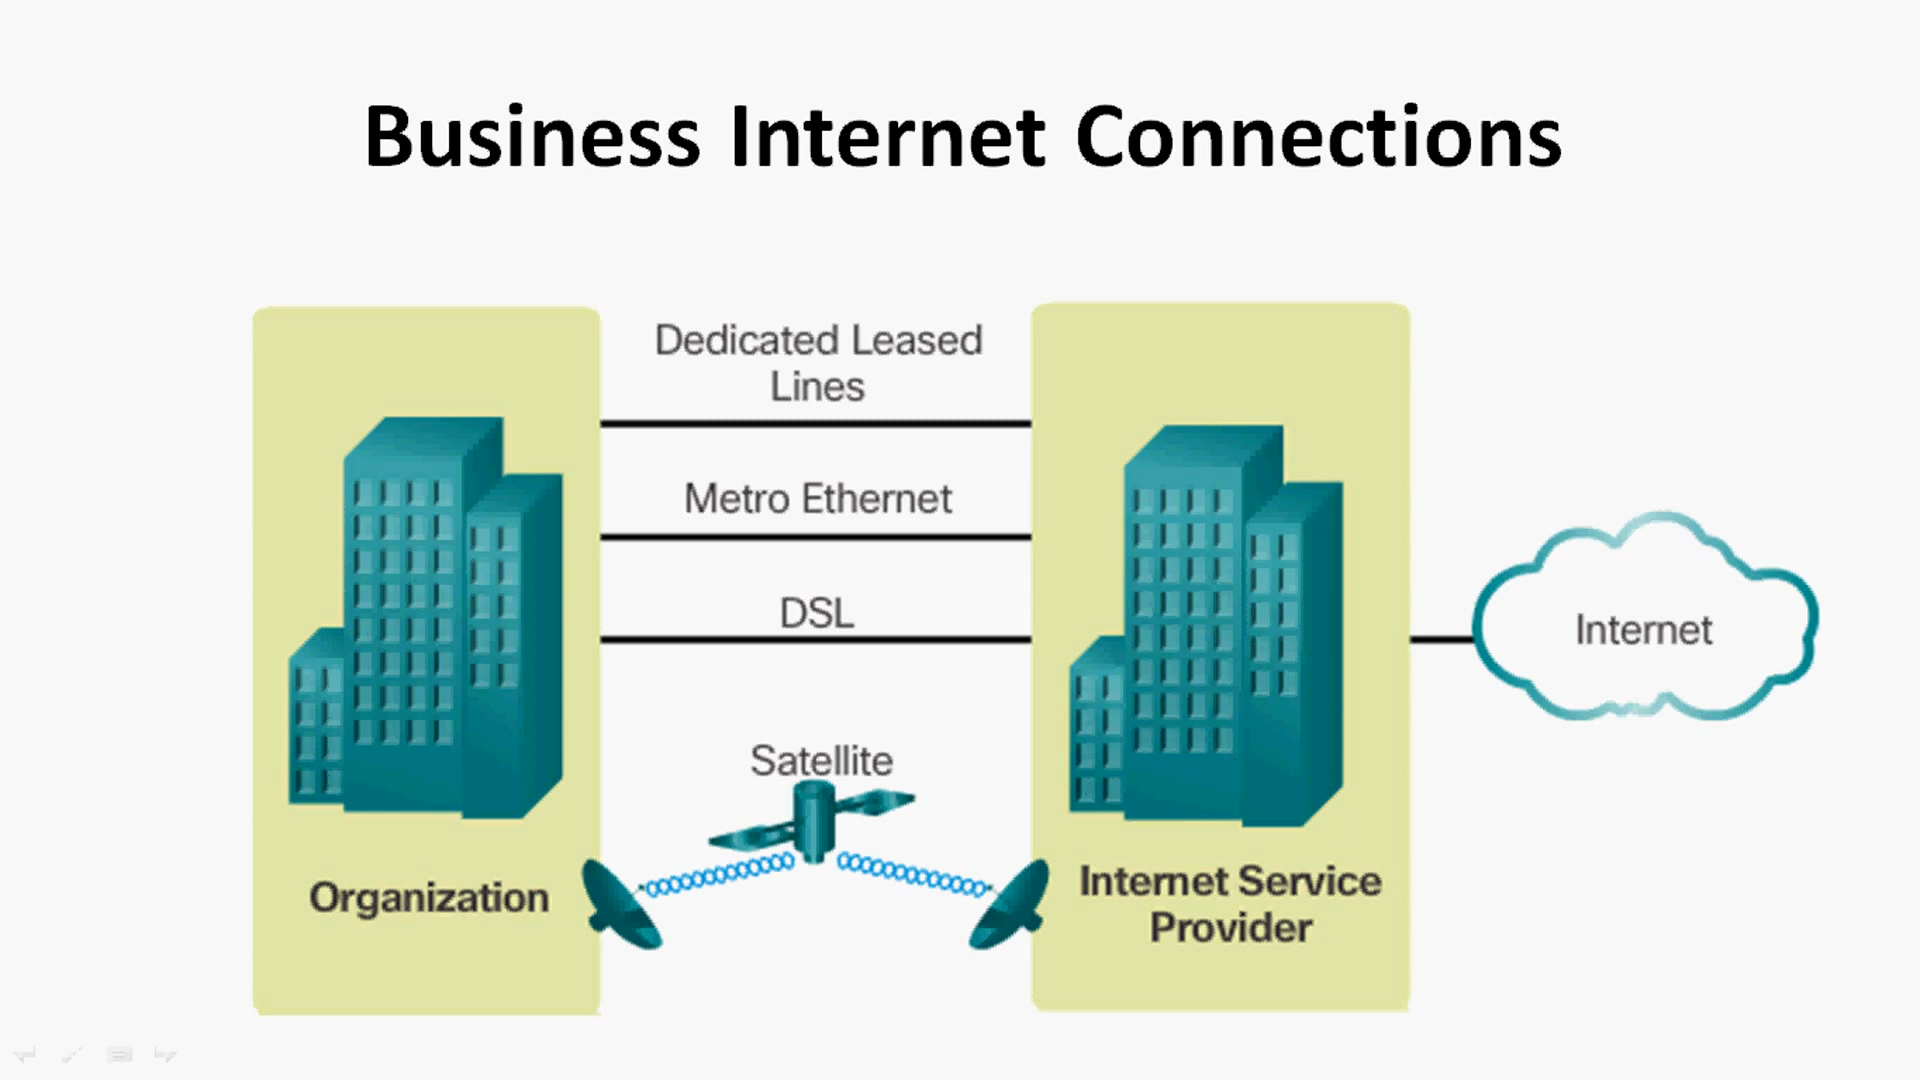 Business Internet Connections
Dedicated Leased
Lines
Metro Ethernet
DSL
Satellite
Organization
Internet Service
Provider
Internet